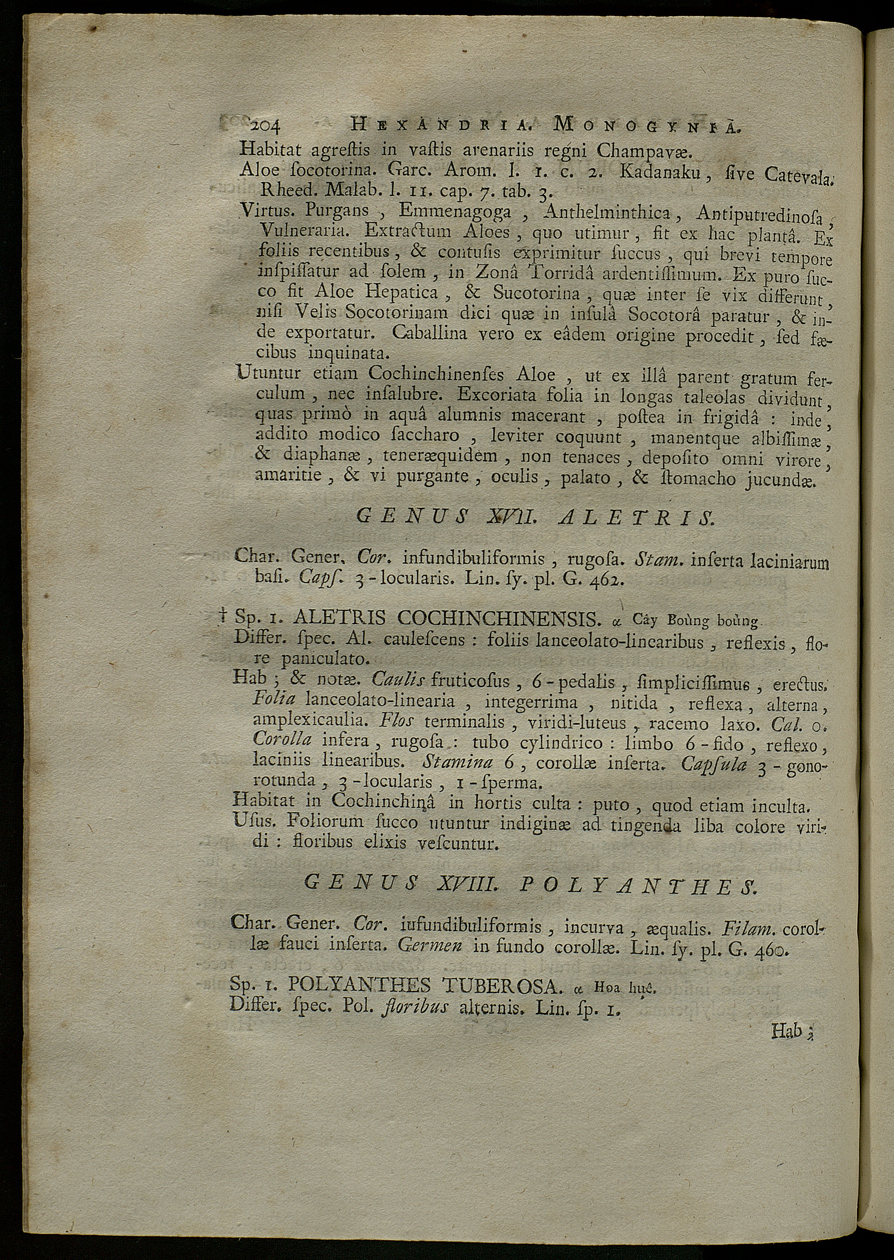 204 HEXANDRIA. MONOGYNIA.
Habitat agreſtis in vaſtis arenariis regni Champavæ.
Aloe ſocotorina. Garc. Arom. l. 1. c. 2. Kadanaku, ſive Catevala.
Rheed. Malab. l. 11. cap. 7. tab. 3.
Virtus. Purgans, Emmenagoga, Anthelminthica, Antiputredinoſa,
Vulneraria. Extractum Aloes, quo utimur, fit ex hac plantâ. Ex
foliis recentibus, & contuſis exprimitur ſuccus, qui brevi tempore
inſpiſſatur ad ſolem, in Zonâ Torridâ ardentiſſimum. Ex puro ſuc-
co fit Aloe Hepatica, & Sucotorina, quæ inter ſe vix differunt,
niſi Velis Socotorinam dici quæ in inſulâ Socotorâ paratur, & in-
de exportatur. Caballina vero ex eâdem origine procedit, ſed fæ-
cibus inquinata.
Utuntur etiam Cochinchinenſes Aloe, ut ex illâ parent gratum fer-
culum, nec inſalubre. Excoriata folia in longas taleolas dividunt,
quas primò in aquâ alumnis macerant, poſtea in frigidâ: inde,
addito modico ſaccharo, leviter coquunt, manentque albiſſimæ,
& diaphanæ, teneræquidem, non tenaces, depoſito omni virore,
amaritie, & vi purgante, oculis, palato, & ſtomacho jucundæ.
GENUS XVII. ALETRIS.
Char. Gener. Cor. infundibuliformis, rugoſa. Stam. inſerta laciniarum
baſi. Capſ. 3-locularis. Lin. ſy. pl. G. 462.
† Sp. 1. ALETRIS COCHINCHINENSIS. α Cây Boùng boùng.
Differ. ſpec. Al. cauleſcens: foliis lanceolato-linearibus, reflexis, flo-
re paniculato.
Hab; & notæ. Caulis fruticoſus, 6-pedalis, ſimpliciſſimus, erectus.
Folia lanceolato-linearia, integerrima, nitida, reflexa, alterna,
amplexicaulia. Flos terminalis, viridi-luteus, racemo laxo. Cal. o.
Corolla infera, rugoſa: tubo cylindrico: limbo 6-fido, reflexo,
laciniis linearibus. Stamina 6, corollæ inſerta. Capſula 3-gono-
rotunda, 3-locularis, 1-ſperma.
Habitat in Cochinchinâ in hortis culta: puto, quod etiam inculta.
Uſus. Foliorum ſucco utuntur indiginæ ad tingenda liba colore viri-
di: floribus elixis veſcuntur.
GENUS XVIII. POLYANTHES.
Char. Gener. Cor. iufundibuliformis, incurva, æqualis. Filam. corol-
læ fauci inſerta. Germen in fundo corollæ. Lin. ſy. pl. G. 460.
Sp. 1. POLYANTHES TUBEROSA. α Hoa huệ.
Differ. ſpec. Pol. floribus alternis. Lin. ſp. 1.
Hab;